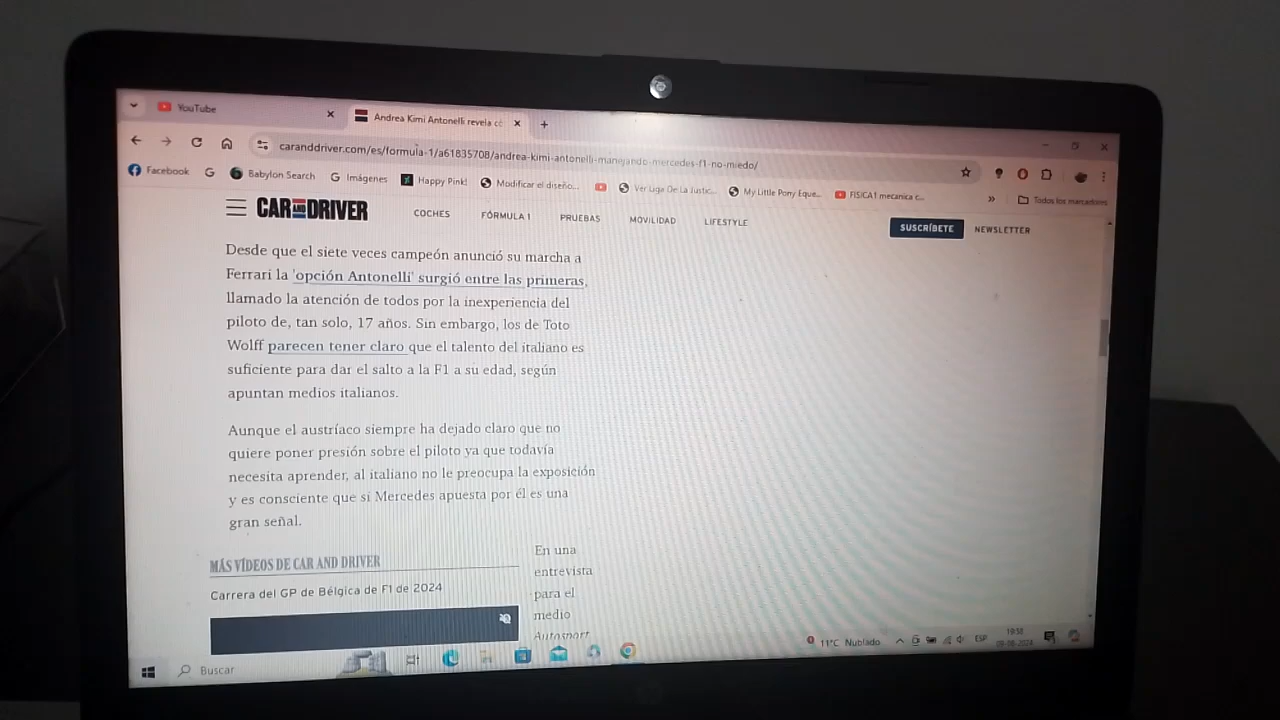 YouTube
Andrea Kimi Antonelli revela có
caranddriver.com/es/formula-1/a61835708/andrea-kimi-antonelli-manejando-mercedes-f1-no-miedo/
Facebook
Babylon Search
Imágenes
Happy Pink!
Modificar el diseño...
Ver Liga De La Justic...
My Little Pony Eque...
FISICA1 mecanica c...
Todos los marcadores
CAR AND DRIVER
COCHES
FÓRMULA 1
PRUEBAS
MOVILIDAD
LIFESTYLE
SUSCRÍBETE
NEWSLETTER
Desde que el siete veces campeón anunció su marcha a
Ferrari la 'opción Antonelli' surgió entre las primeras,
llamado la atención de todos por la inexperiencia del
piloto de, tan solo, 17 años. Sin embargo, los de Toto
Wolff parecen tener claro que el talento del italiano es
suficiente para dar el salto a la F1 a su edad, según
apuntan medios italianos.
Aunque el austríaco siempre ha dejado claro que no
quiere poner presión sobre el piloto ya que todavía
necesita aprender, al italiano no le preocupa la exposición
y es consciente que si Mercedes apuesta por él es una
gran señal.
MÁS VÍDEOS DE CAR AND DRIVER
Carrera del GP de Bélgica de F1 de 2024
En una
entrevista
para el
medio
Autosport
Buscar
11°C Nublado
ESP